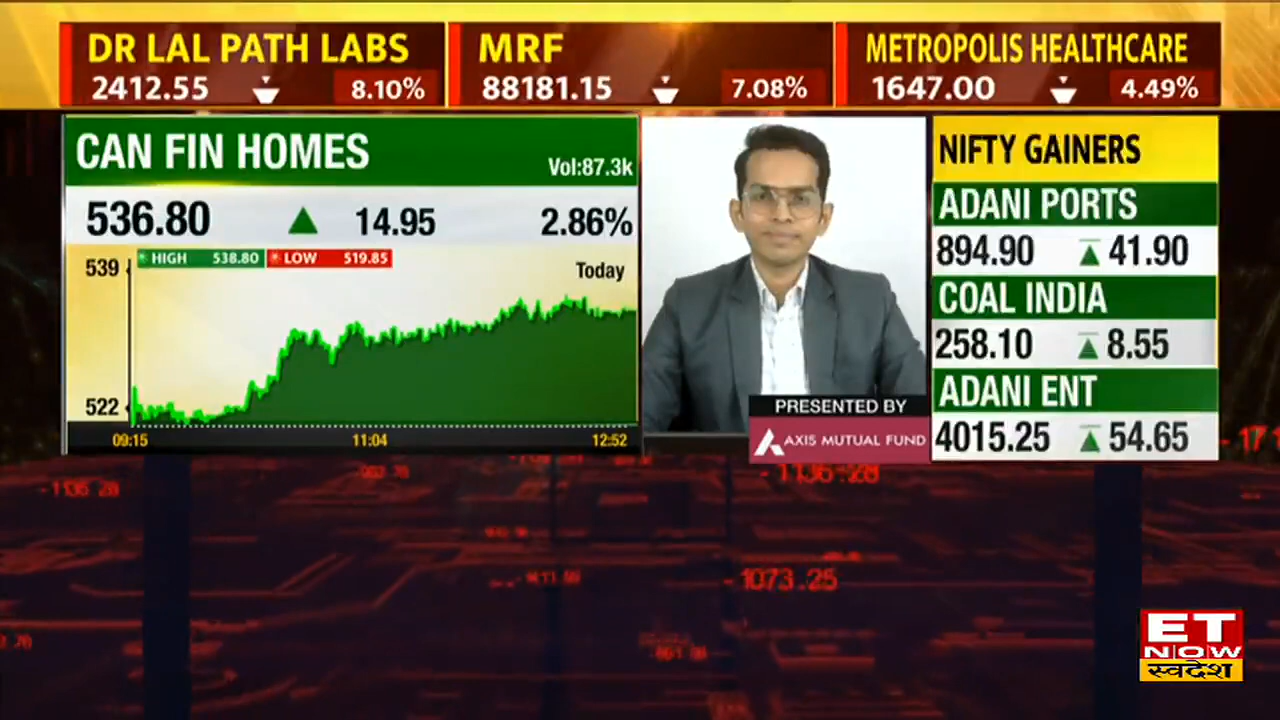 DR LAL PATH LABS
2412.55 8.10%
MRF
88181.15 7.08%
METROPOLIS HEALTHCARE
1647.00 4.49%
CAN FIN HOMES Vol:87.3k
536.80 14.95 2.86%
HIGH 538.80 LOW 519.85
Today
539
522
09:15 11:04 12:52
PRESENTED BY
AXIS MUTUAL FUND
NIFTY GAINERS
ADANI PORTS
894.90 41.90
COAL INDIA
258.10 8.55
ADANI ENT
4015.25 54.65
-1136.20
-1136.20
-1073.25
ET
NOW
स्वदेश